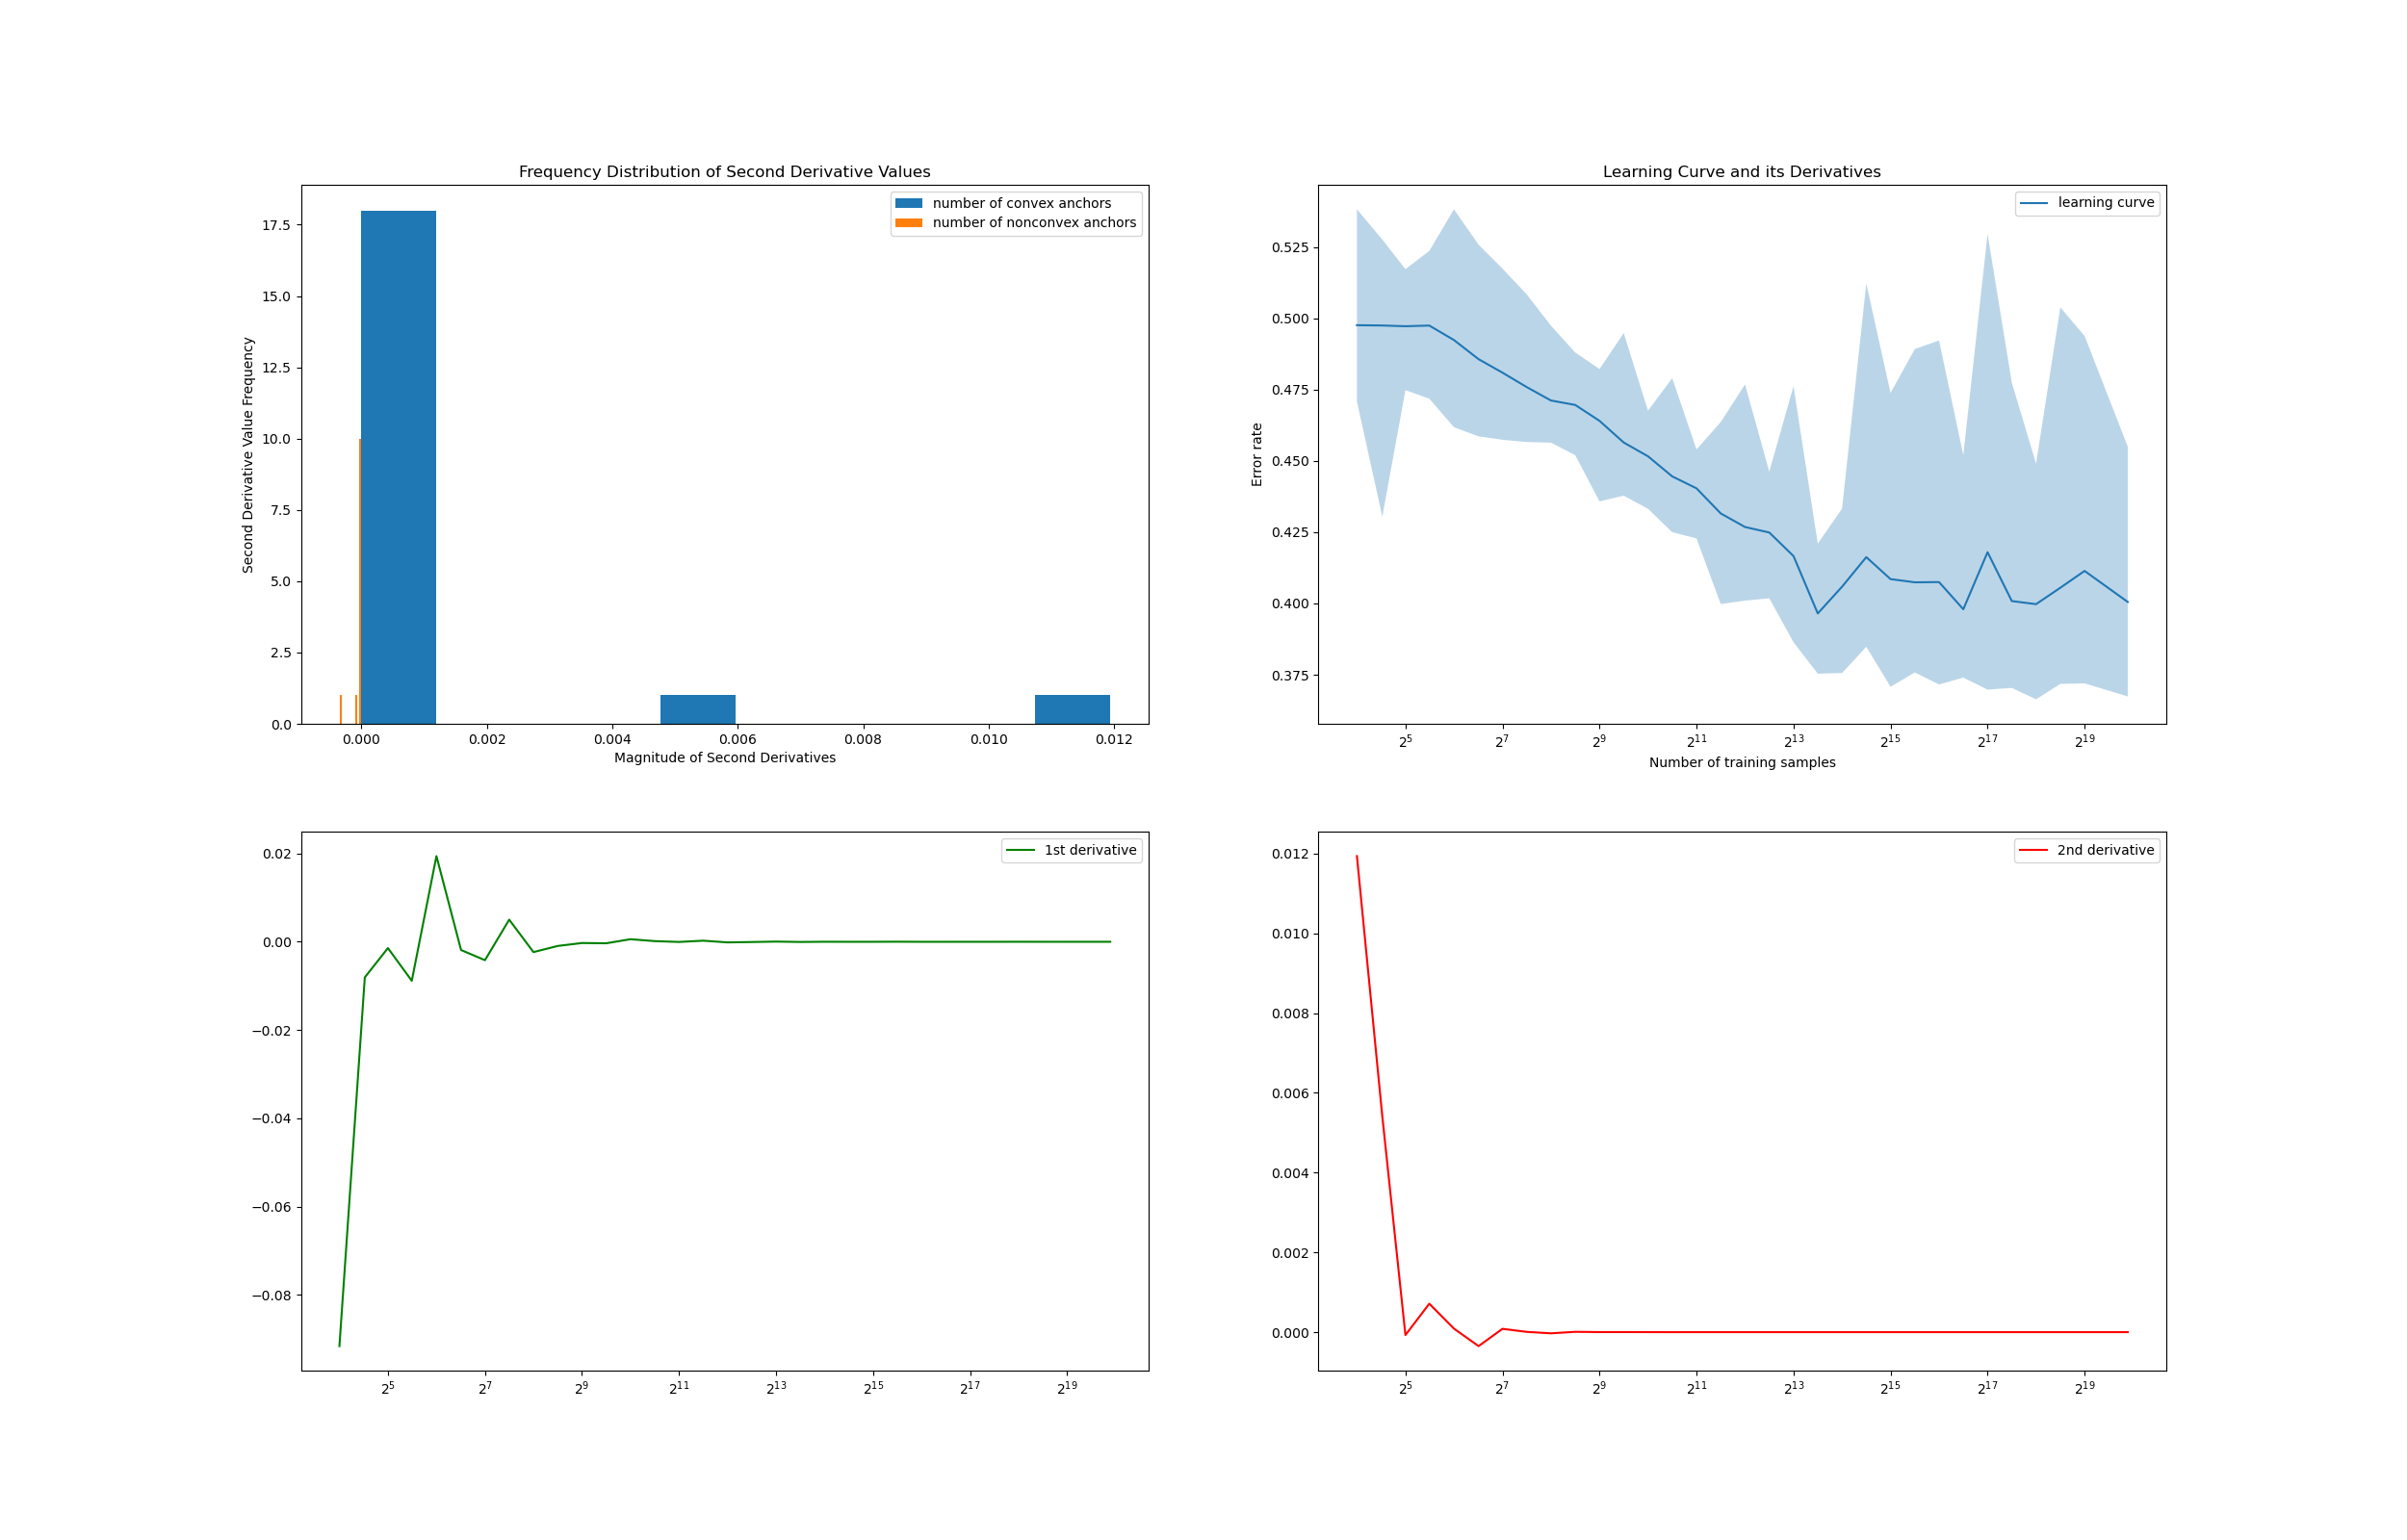 Frequency Distribution of Second Derivative Values
number of convex anchors
number of nonconvex anchors
Second Derivative Value Frequency
17.5
15.0
12.5
10.0
7.5
5.0
2.5
0.0
0.000 0.002 0.004 0.006 0.008 0.010 0.012
Magnitude of Second Derivatives
Learning Curve and its Derivatives
learning curve
Error rate
0.525
0.500
0.475
0.450
0.425
0.400
0.375
2^5 2^7 2^9 2^11 2^13 2^15 2^17 2^19
Number of training samples
1st derivative
0.02
0.00
−0.02
−0.04
−0.06
−0.08
2^5 2^7 2^9 2^11 2^13 2^15 2^17 2^19
2nd derivative
0.012
0.010
0.008
0.006
0.004
0.002
0.000
2^5 2^7 2^9 2^11 2^13 2^15 2^17 2^19